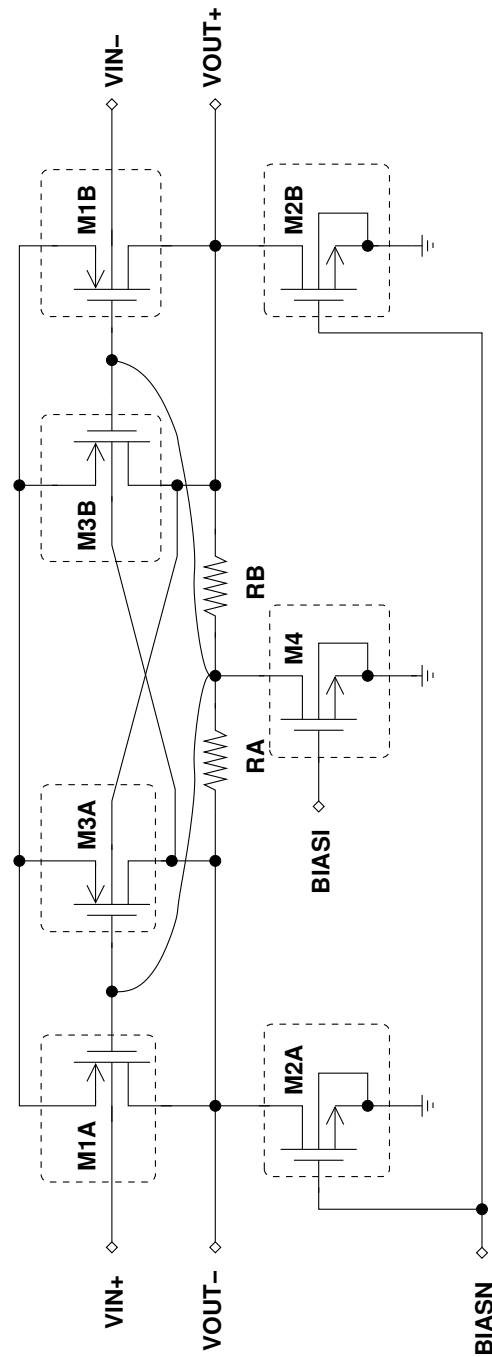 VIN−
VOUT+
M1B
M2B
M3B
RB
M4
RA
M3A
BIASI
M1A
M2A
VIN+
VOUT−
BIASN